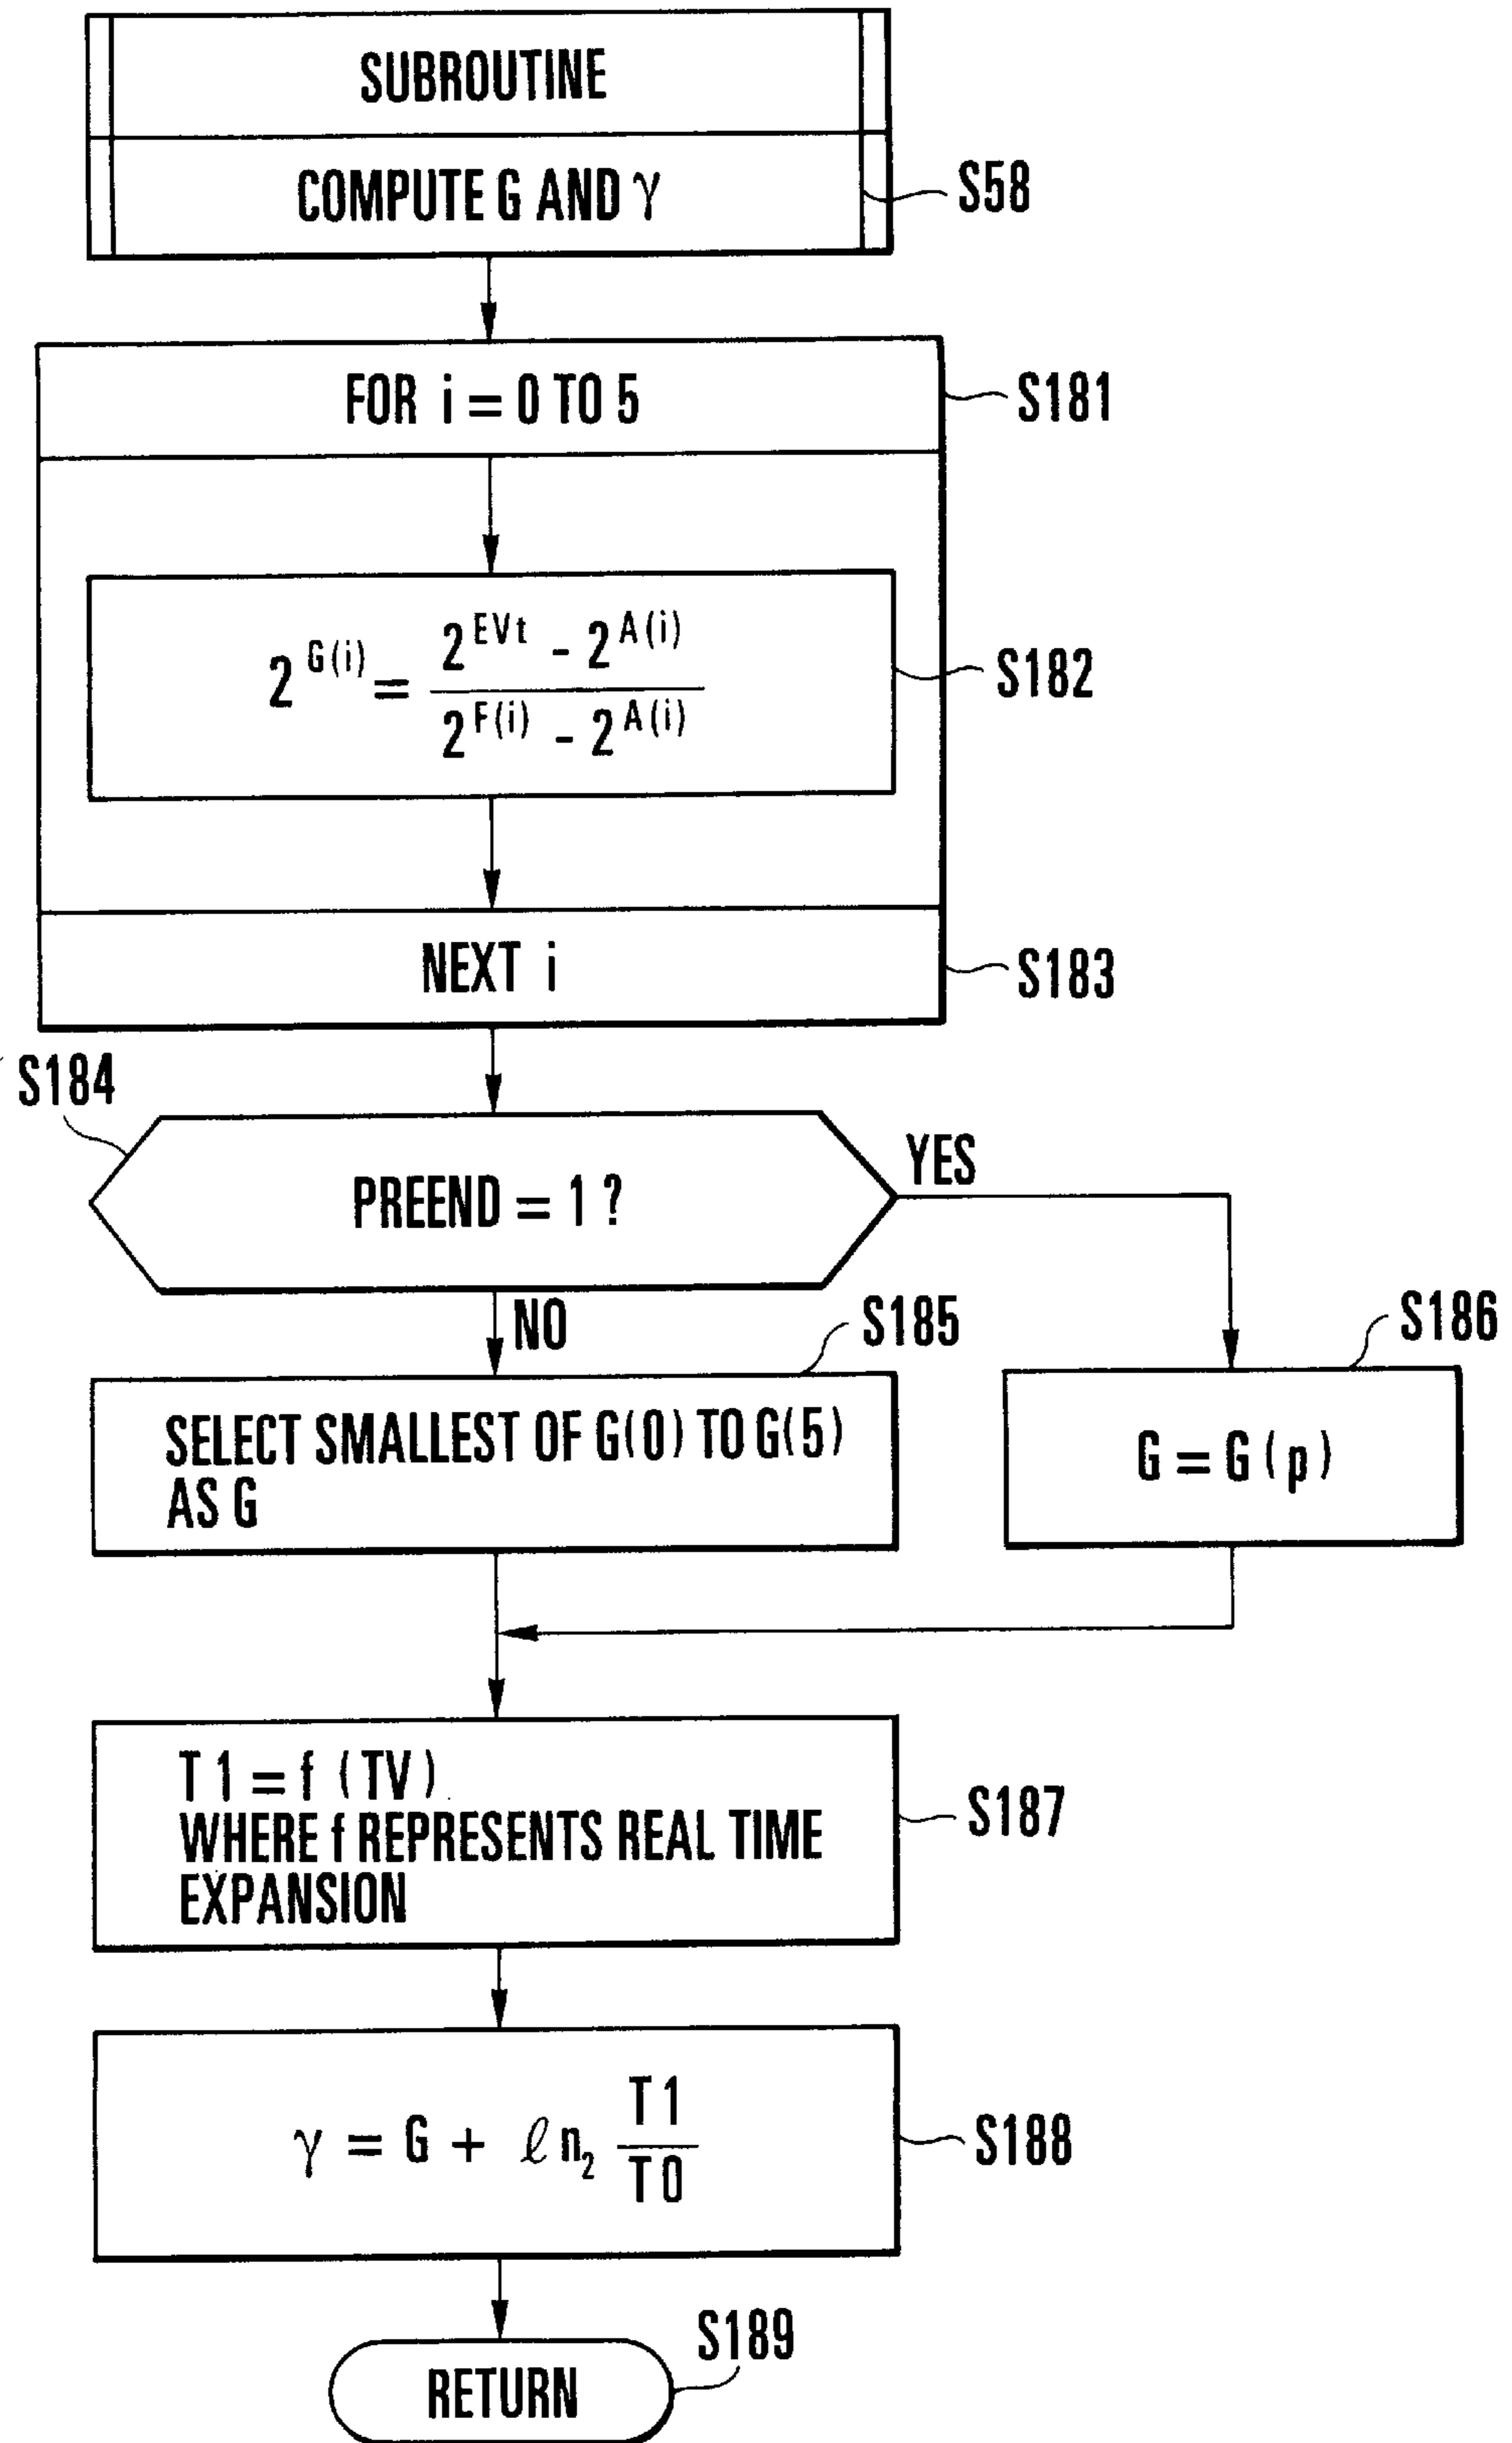 SUBROUTINE
COMPUTE G AND γ
S58
FOR i = 0 TO 5
S181
2^G(i) = (2^EVt - 2^A(i)) / (2^F(i) - 2^A(i))
S182
NEXT i
S183
S184
PREEND = 1 ?
YES
NO
S185
SELECT SMALLEST OF G(0) TO G(5)
AS G
S186
G = G(p)
T1 = f (TV)
WHERE f REPRESENTS REAL TIME
EXPANSION
S187
γ = G + ℓn₂ T1/T0
S188
S189
RETURN